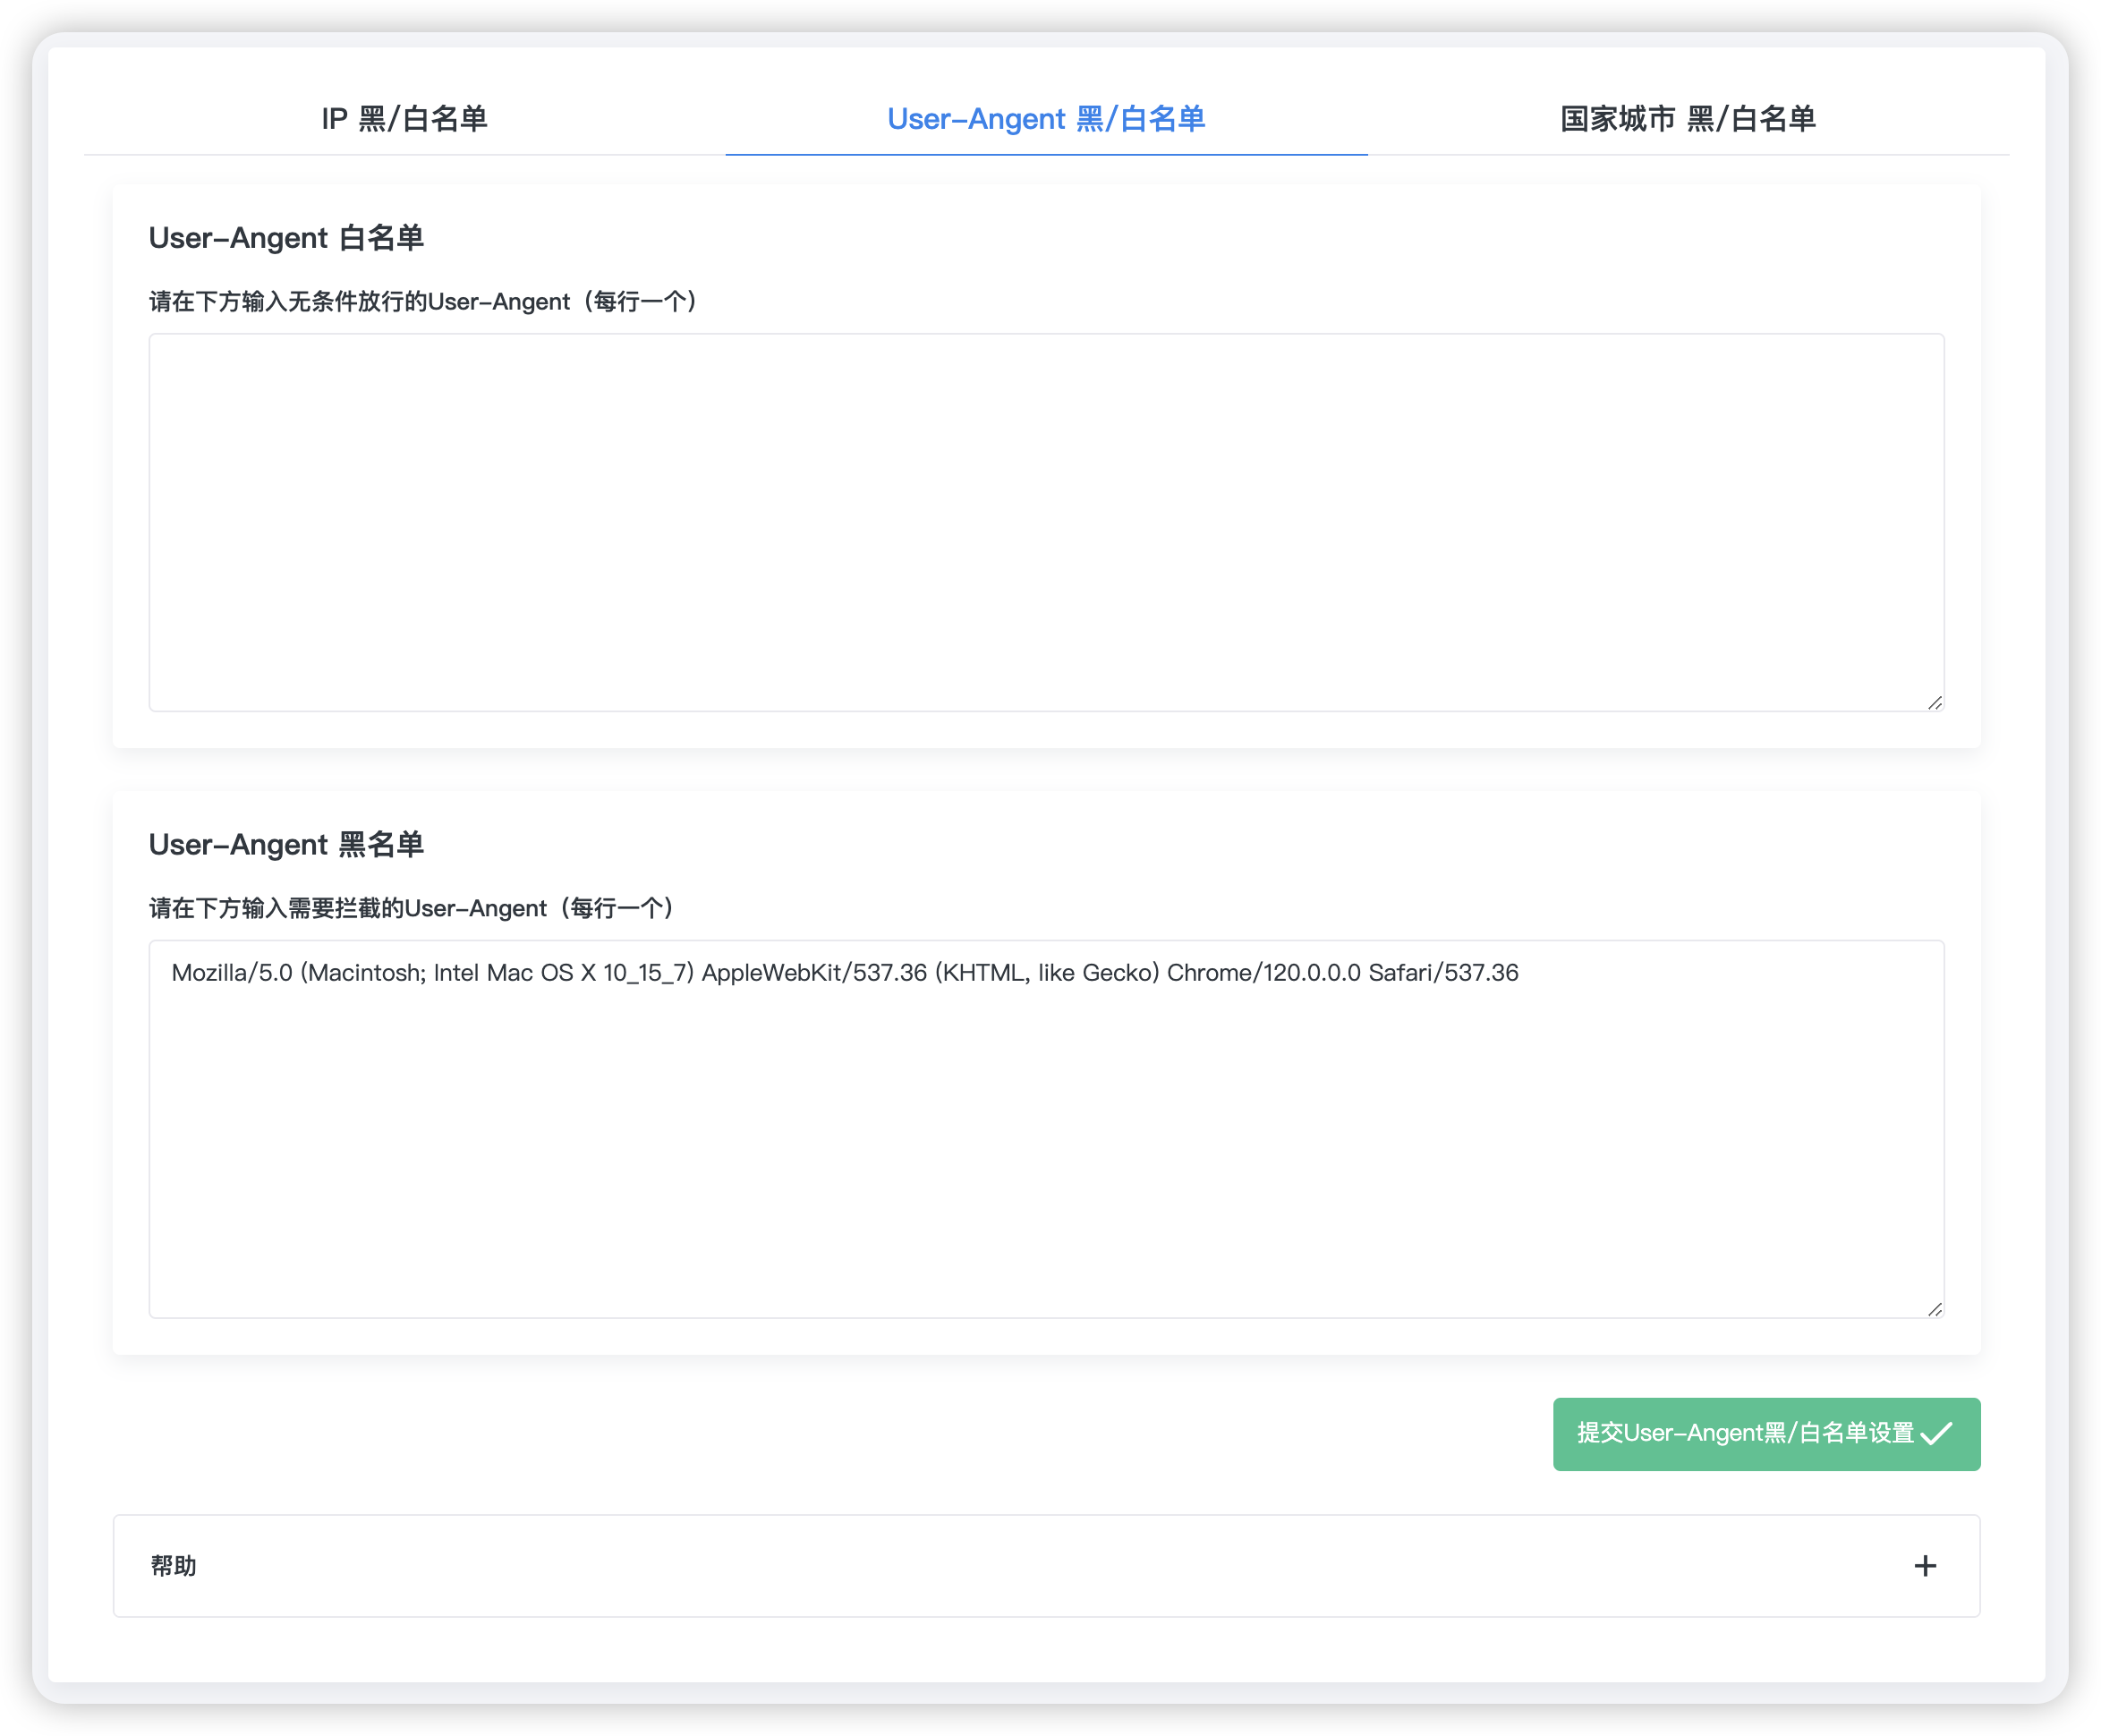 IP 黑/白名单
User-Angent 黑/白名单
国家城市 黑/白名单
User-Angent 白名单
请在下方输入无条件放行的User-Angent（每行一个）
User-Angent 黑名单
请在下方输入需要拦截的User-Angent（每行一个）
Mozilla/5.0 (Macintosh; Intel Mac OS X 10_15_7) AppleWebKit/537.36 (KHTML, like Gecko) Chrome/120.0.0.0 Safari/537.36
提交User-Angent黑/白名单设置
帮助